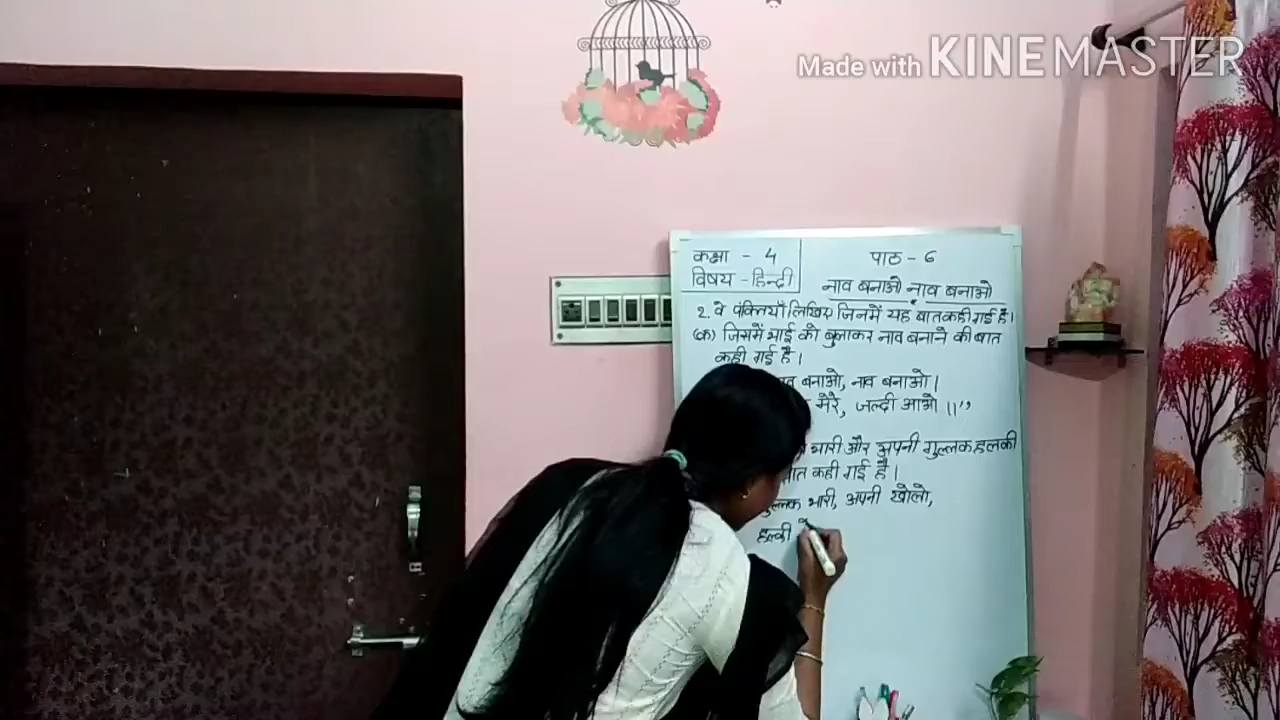 Made with KINEMASTER
कक्षा - 4
विषय - हिन्दी
पाठ - 6
नाव बनाओ नाव बनाओ
2. वे पंक्तियाँ लिखिए जिनमें यह बात कही गई है।
(क) जिसमें भाई को बुलाकर नाव बनाने की बात
कही गई है।
बनाओ, नाव बनाओ।
मेरे, जल्दी आओ।।”
भारी और अपनी गुल्लक हलकी
बात कही गई है।
गुल्लक भारी, अपनी खोलो,
हल्की